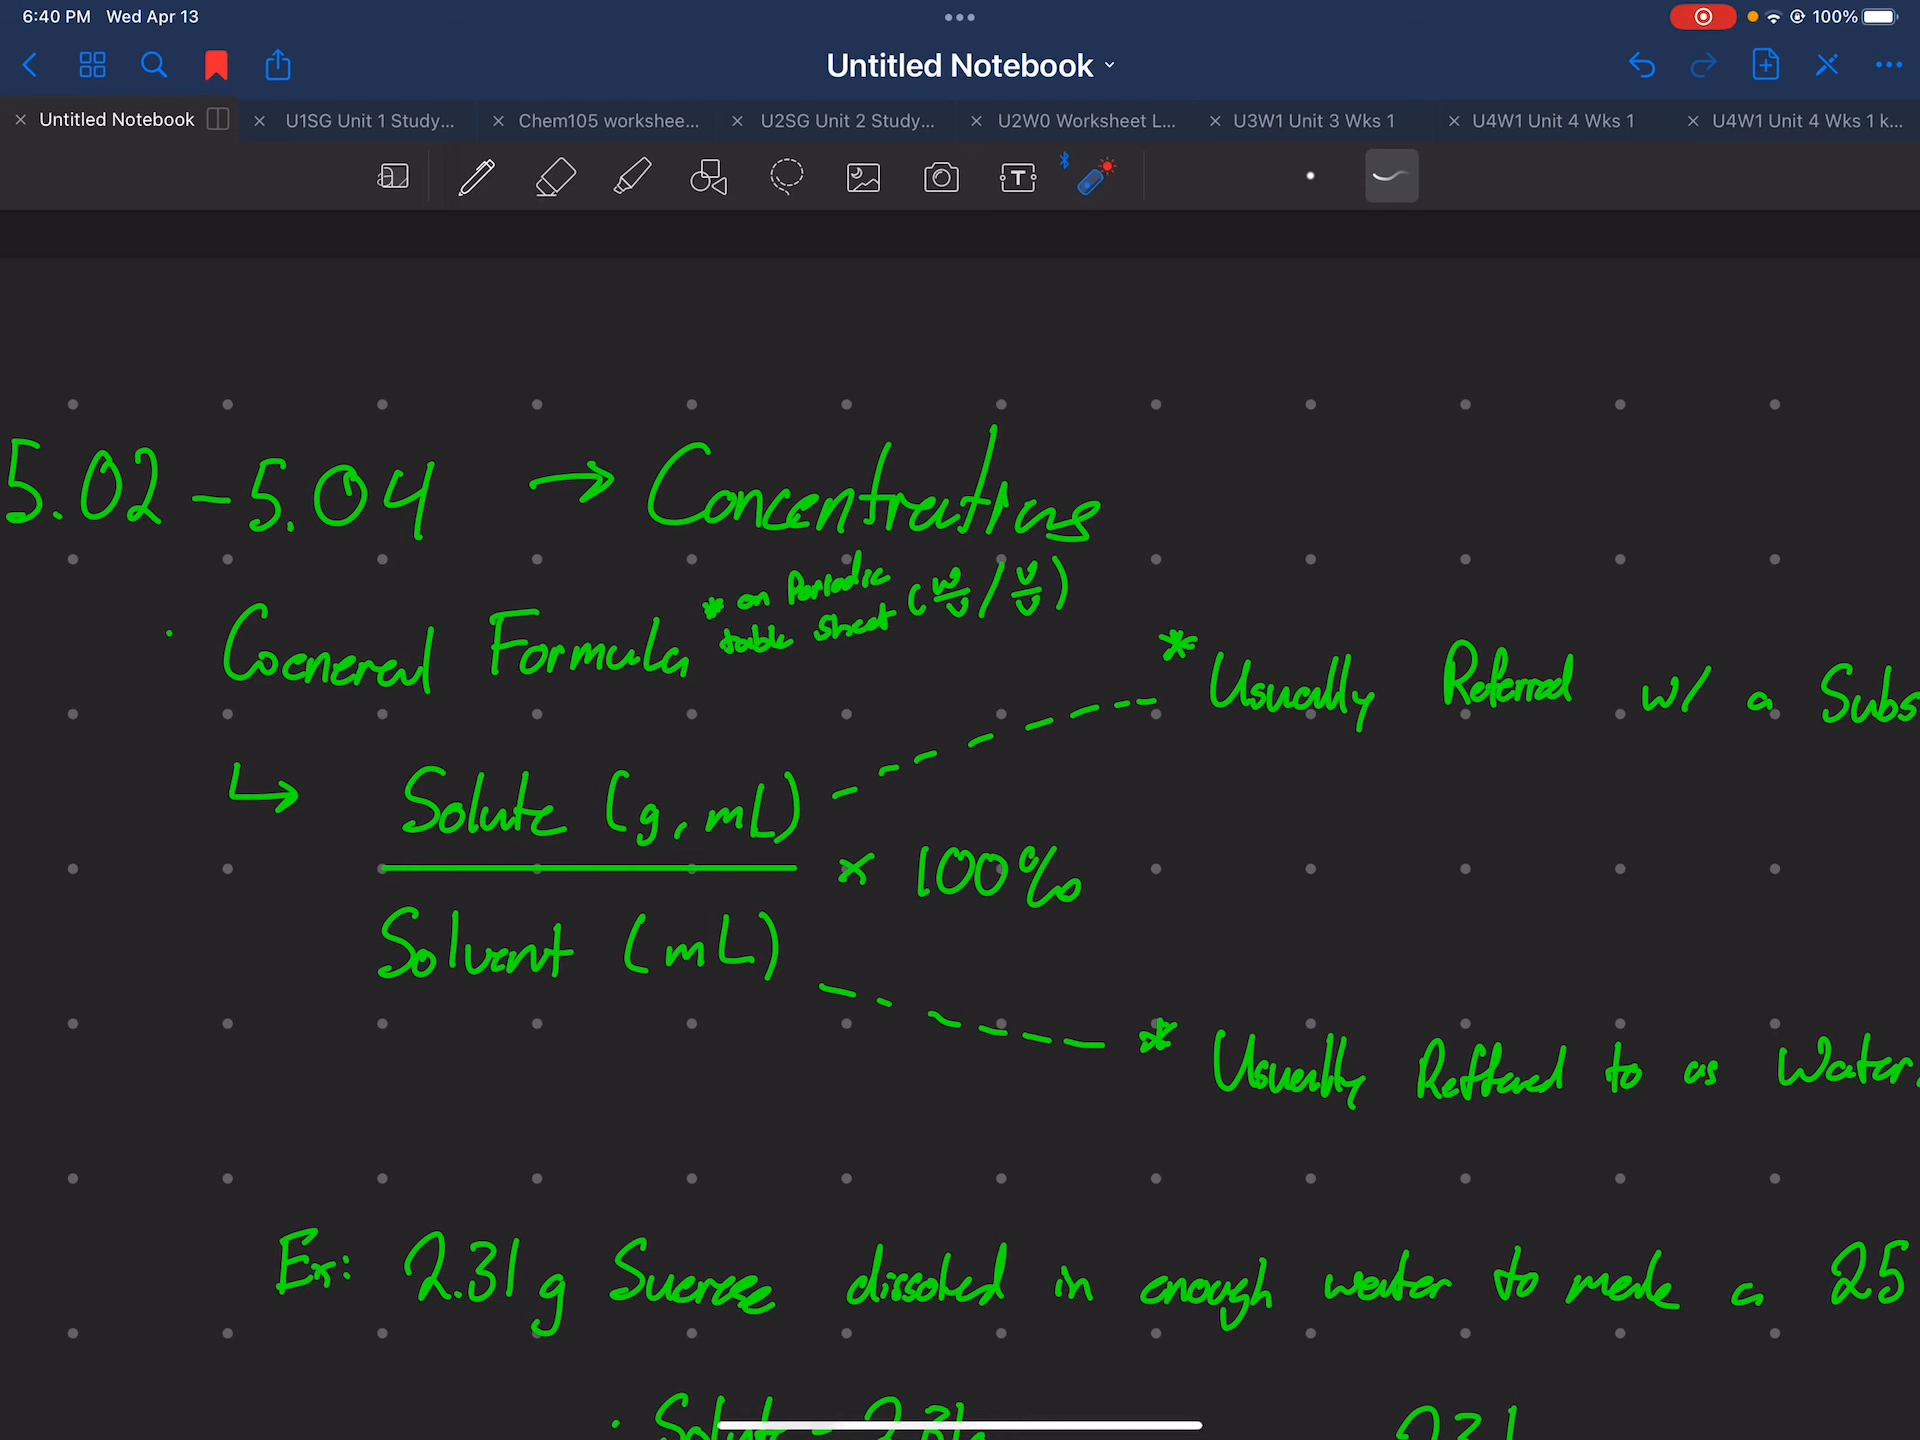 6:40 PM Wed Apr 13
100%
Untitled Notebook
Untitled Notebook
U1SG Unit 1 Study...
Chem105 workshee...
U2SG Unit 2 Study...
U2W0 Worksheet L...
U3W1 Unit 3 Wks 1
U4W1 Unit 4 Wks 1
U4W1 Unit 4 Wks 1 k...
5.02-5.04 → Concentrations
* on Periodic
table sheet (w/v / v/v)
· General Formula
* Usually Referred w/ a Subs
↳ Solute (g, mL)
x 100%
Solvent (mL)
* Usually Reffered to as Water.
Ex: 2.31 g Sucrose dissolved in enough water to make a 25